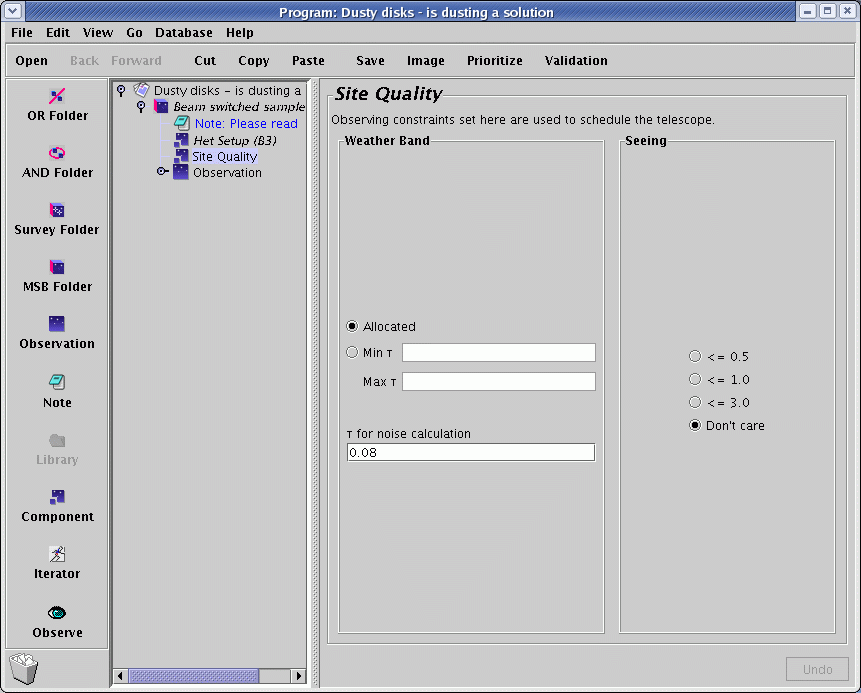 Program: Dusty disks - is dusting a solution
File Edit View Go Database Help
Open Back Forward Cut Copy Paste Save Image Prioritize Validation
OR Folder
AND Folder
Survey Folder
MSB Folder
Observation
Note
Library
Component
Iterator
Observe
Dusty disks - is dusting a
Beam switched sample
Note: Please read
Het Setup (B3)
Site Quality
Observation
Site Quality
Observing constraints set here are used to schedule the telescope.
Weather Band
Allocated
Min τ
Max τ
τ for noise calculation
0.08
Seeing
<= 0.5
<= 1.0
<= 3.0
Don't care
Undo